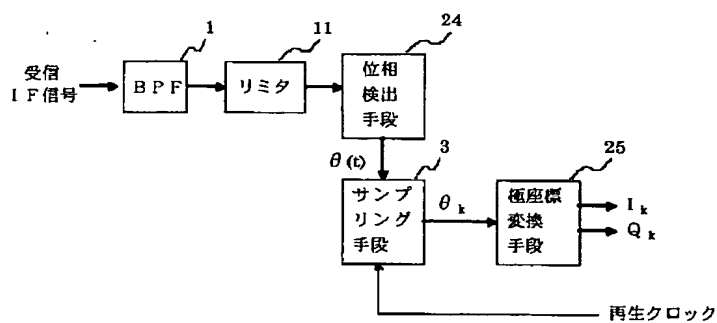 1
11
24
受信
IF信号
BPF
リミタ
位相
検出
手段
θ(t)
3
25
サンプ
リング
手段
θk
極座標
変換
手段
Ik
Qk
再生クロック